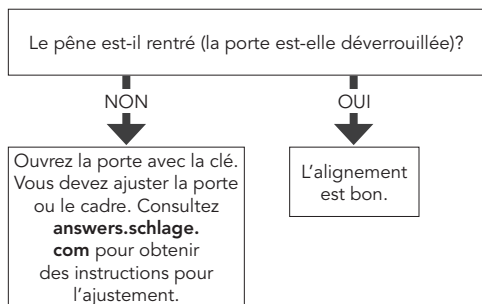 Le pêne est-il rentré (la porte est-elle déverrouillée)?
NON
OUI
Ouvrez la porte avec la clé.
Vous devez ajuster la porte
ou le cadre. Consultez
answers.schlage.
com pour obtenir
des instructions pour
l’ajustement.
L’alignement
est bon.